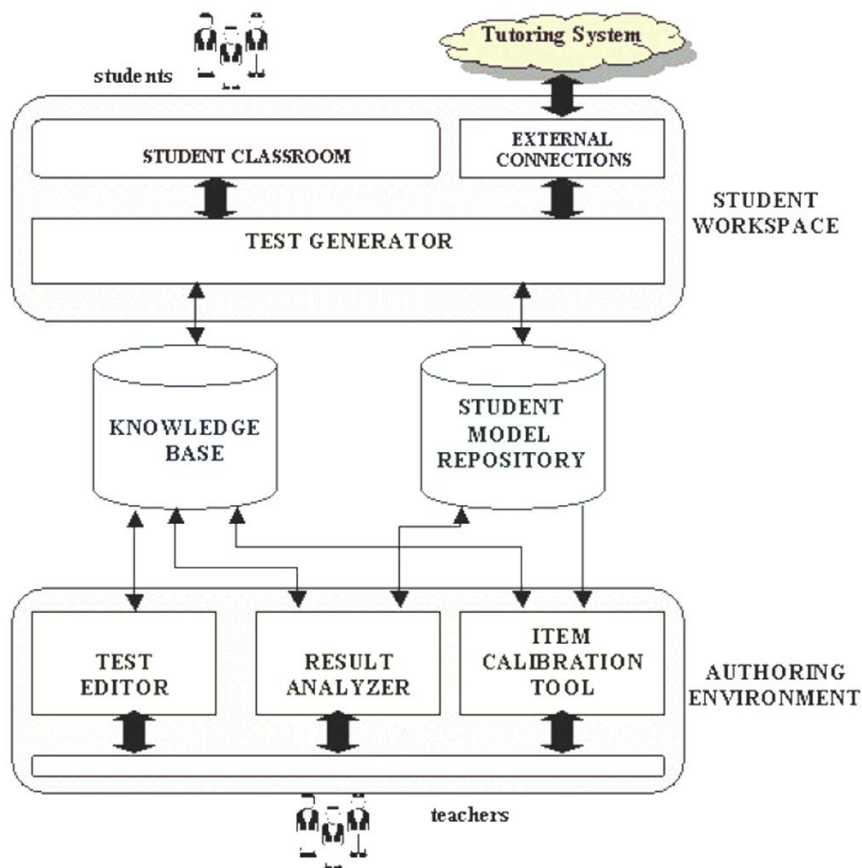 Tutoring System
students
STUDENT CLASSROOM
EXTERNAL
CONNECTIONS
STUDENT
WORKSPACE
TEST GENERATOR
KNOWLEDGE
BASE
STUDENT
MODEL
REPOSITORY
TEST
EDITOR
RESULT
ANALYZER
ITEM
CALIBRATION
TOOL
AUTHORING
ENVIRONMENT
teachers